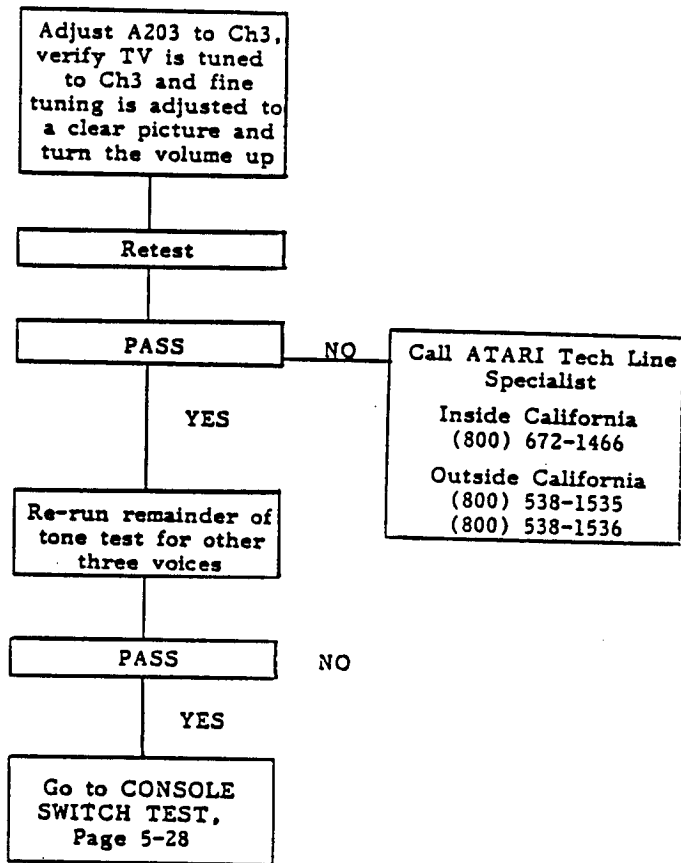 Adjust A203 to Ch3,
verify TV is tuned
to Ch3 and fine
tuning is adjusted to
a clear picture and
turn the volume up
Retest
PASS
NO
Call ATARI Tech Line
Specialist
Inside California
(800) 672-1466
Outside California
(800) 538-1535
(800) 538-1536
YES
Re-run remainder of
tone test for other
three voices
PASS
NO
YES
Go to CONSOLE
SWITCH TEST,
Page 5-28